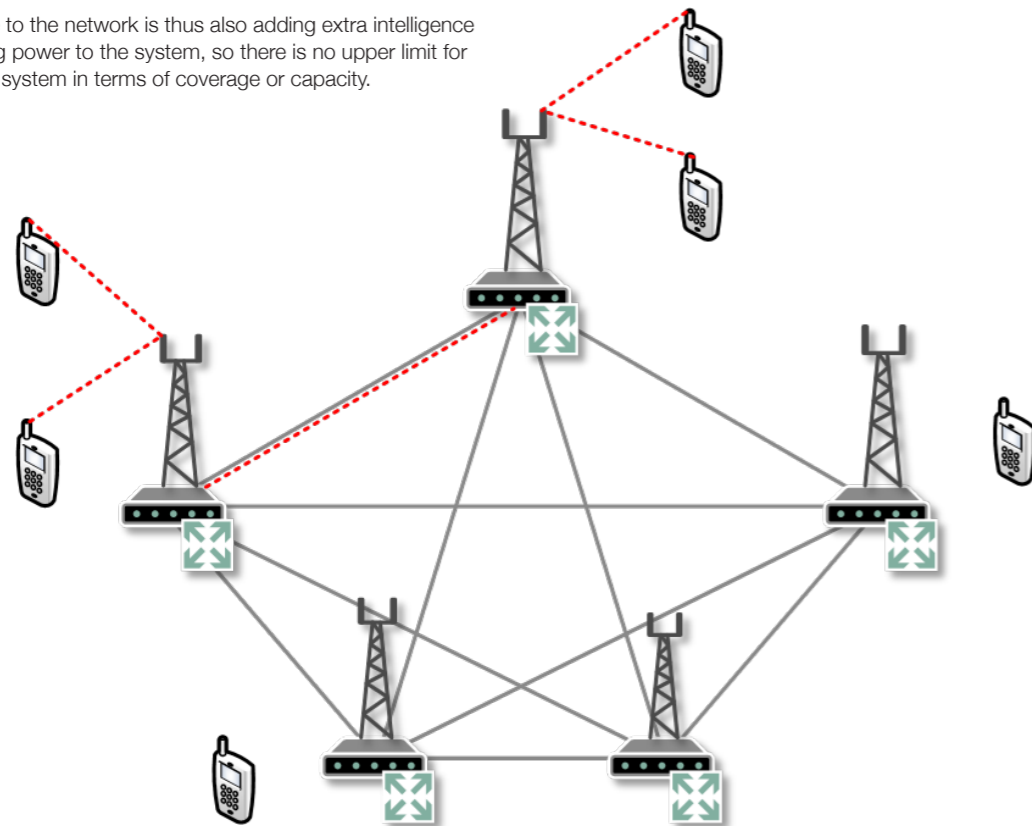 to the network is thus also adding extra intelligence
g power to the system, so there is no upper limit for
system in terms of coverage or capacity.